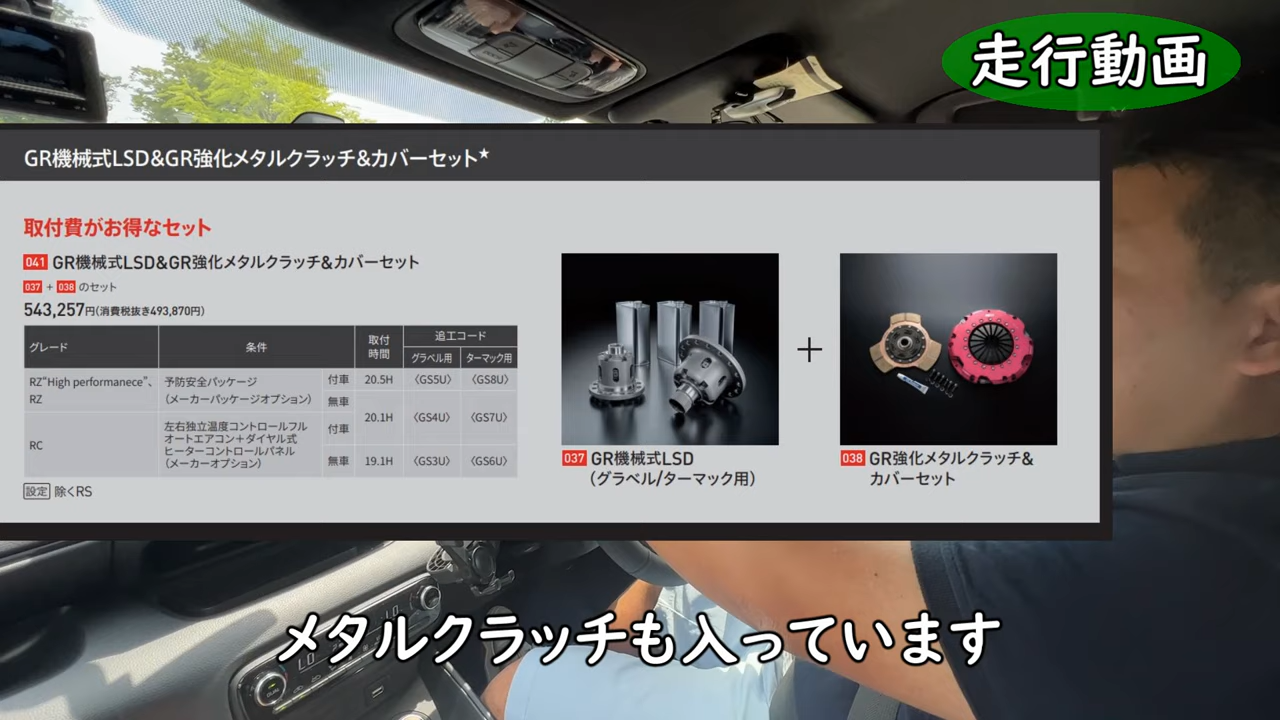 走行動画
GR機械式LSD&GR強化メタルクラッチ&カバーセット★
取付費がお得なセット
041 GR機械式LSD&GR強化メタルクラッチ&カバーセット
037 + 038 のセット
543,257円(消費税抜き493,870円)
グレード 条件 取付時間 追工コード
グラベル用 ターマック用
RZ"High performanece"、RZ 予防安全パッケージ(メーカーパッケージオプション) 付車 20.5H 〈GS5U〉 〈GS8U〉
無車 20.1H 〈GS4U〉 〈GS7U〉
RC 左右独立温度コントロールフルオートエアコン+ダイヤル式ヒーターコントロールパネル(メーカーオプション) 付車
無車 19.1H 〈GS3U〉 〈GS6U〉
設定 除くRS
037 GR機械式LSD
(グラベル/ターマック用)
+
038 GR強化メタルクラッチ&
カバーセット
LO
LO
DUAL
メタルクラッチも入っています